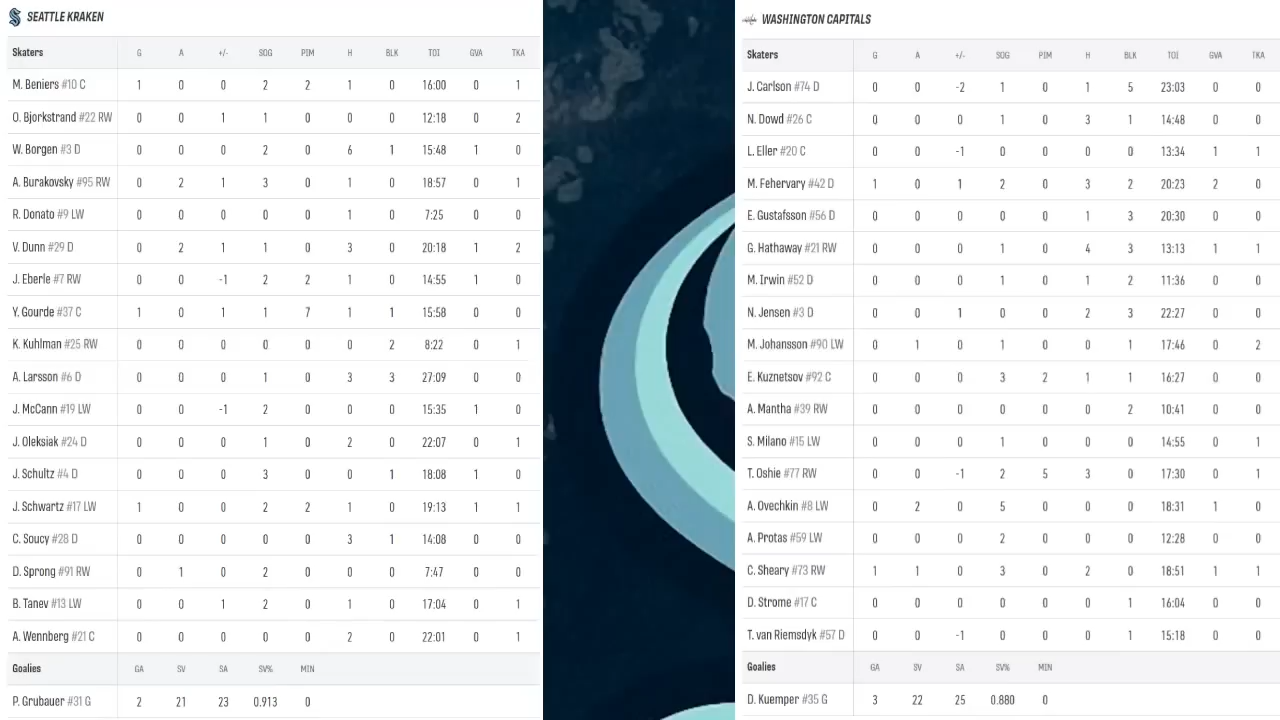 SEATTLE KRAKEN
Skaters G A +/- SOG PIM H BLK TOI GVA TKA
M. Beniers #10 C 1 0 0 2 2 1 0 16:00 0 1
O. Bjorkstrand #22 RW 0 0 1 1 0 0 0 12:18 0 2
W. Borgen #3 D 0 0 0 2 0 6 1 15:48 1 0
A. Burakovsky #95 RW 0 2 1 3 0 1 0 18:57 0 1
R. Donato #9 LW 0 0 0 0 0 1 0 7:25 0 0
V. Dunn #29 D 0 2 1 1 0 3 0 20:18 1 2
J. Eberle #7 RW 0 0 -1 2 2 1 0 14:55 1 0
Y. Gourde #37 C 1 0 1 1 7 1 1 15:58 0 0
K. Kuhlman #25 RW 0 0 0 0 0 0 2 8:22 0 1
A. Larsson #6 D 0 0 0 1 0 3 3 27:09 0 0
J. McCann #19 LW 0 0 -1 2 0 0 0 15:35 1 0
J. Oleksiak #24 D 0 0 0 1 0 2 0 22:07 0 1
J. Schultz #4 D 0 0 0 3 0 0 1 18:08 1 0
J. Schwartz #17 LW 1 0 0 2 2 1 0 19:13 1 1
C. Soucy #28 D 0 0 0 0 0 3 1 14:08 0 0
D. Sprong #91 RW 0 1 0 2 0 0 0 7:47 0 0
B. Tanev #13 LW 0 0 1 2 0 1 0 17:04 0 1
A. Wennberg #21 C 0 0 0 0 0 2 0 22:01 0 1
Goalies GA SV SA SV% MIN
P. Grubauer #31 G 2 21 23 0.913 0
WASHINGTON CAPITALS
Skaters G A +/- SOG PIM H BLK TOI GVA TKA
J. Carlson #74 D 0 0 -2 1 0 1 5 23:03 0 0
N. Dowd #26 C 0 0 0 1 0 3 1 14:48 0 0
L. Eller #20 C 0 0 -1 0 0 0 0 13:34 1 1
M. Fehervary #42 D 1 0 1 2 0 3 2 20:23 2 0
E. Gustafsson #56 D 0 0 0 0 0 1 3 20:30 0 0
G. Hathaway #21 RW 0 0 0 1 0 4 3 13:13 1 1
M. Irwin #52 D 0 0 0 1 0 1 2 11:36 0 0
N. Jensen #3 D 0 0 1 0 0 2 3 22:27 0 0
M. Johansson #90 LW 0 1 0 1 0 0 1 17:46 0 2
E. Kuznetsov #92 C 0 0 0 3 2 1 1 16:27 0 0
A. Mantha #39 RW 0 0 0 0 0 0 2 10:41 0 0
S. Milano #15 LW 0 0 0 1 0 0 0 14:55 0 1
T. Oshie #77 RW 0 0 -1 2 5 3 0 17:30 0 1
A. Ovechkin #8 LW 0 2 0 5 0 0 0 18:31 1 0
A. Protas #59 LW 0 0 0 2 0 0 0 12:28 0 0
C. Sheary #73 RW 1 1 0 3 0 2 0 18:51 1 1
D. Strome #17 C 0 0 0 0 0 0 1 16:04 0 0
T. van Riemsdyk #57 D 0 0 -1 0 0 0 1 15:18 0 0
Goalies GA SV SA SV% MIN
D. Kuemper #35 G 3 22 25 0.880 0